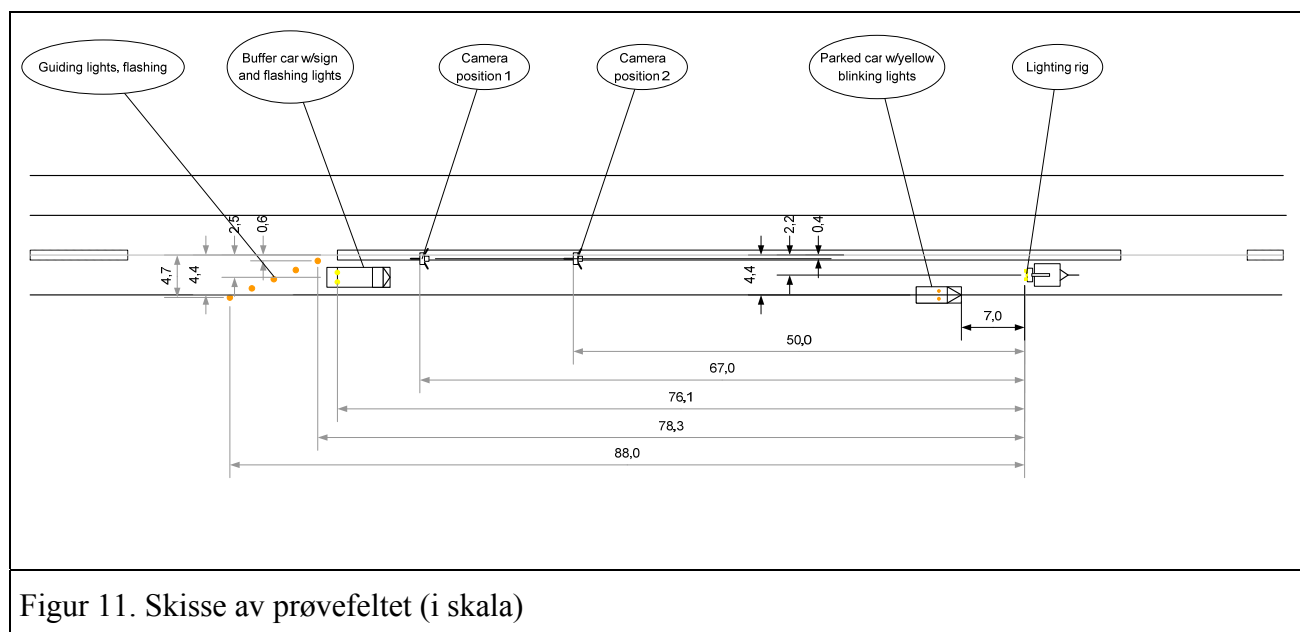 Guiding lights, flashing
Buffer car w/sign
and flashing lights
Camera
position 1
Camera
position 2
Parked car w/yellow
blinking lights
Lighting rig
2,5
0,6
2,2
0,4
4,7
4,4
4,4
7,0
50,0
67,0
76,1
78,3
88,0
Figur 11. Skisse av prøvefeltet (i skala)